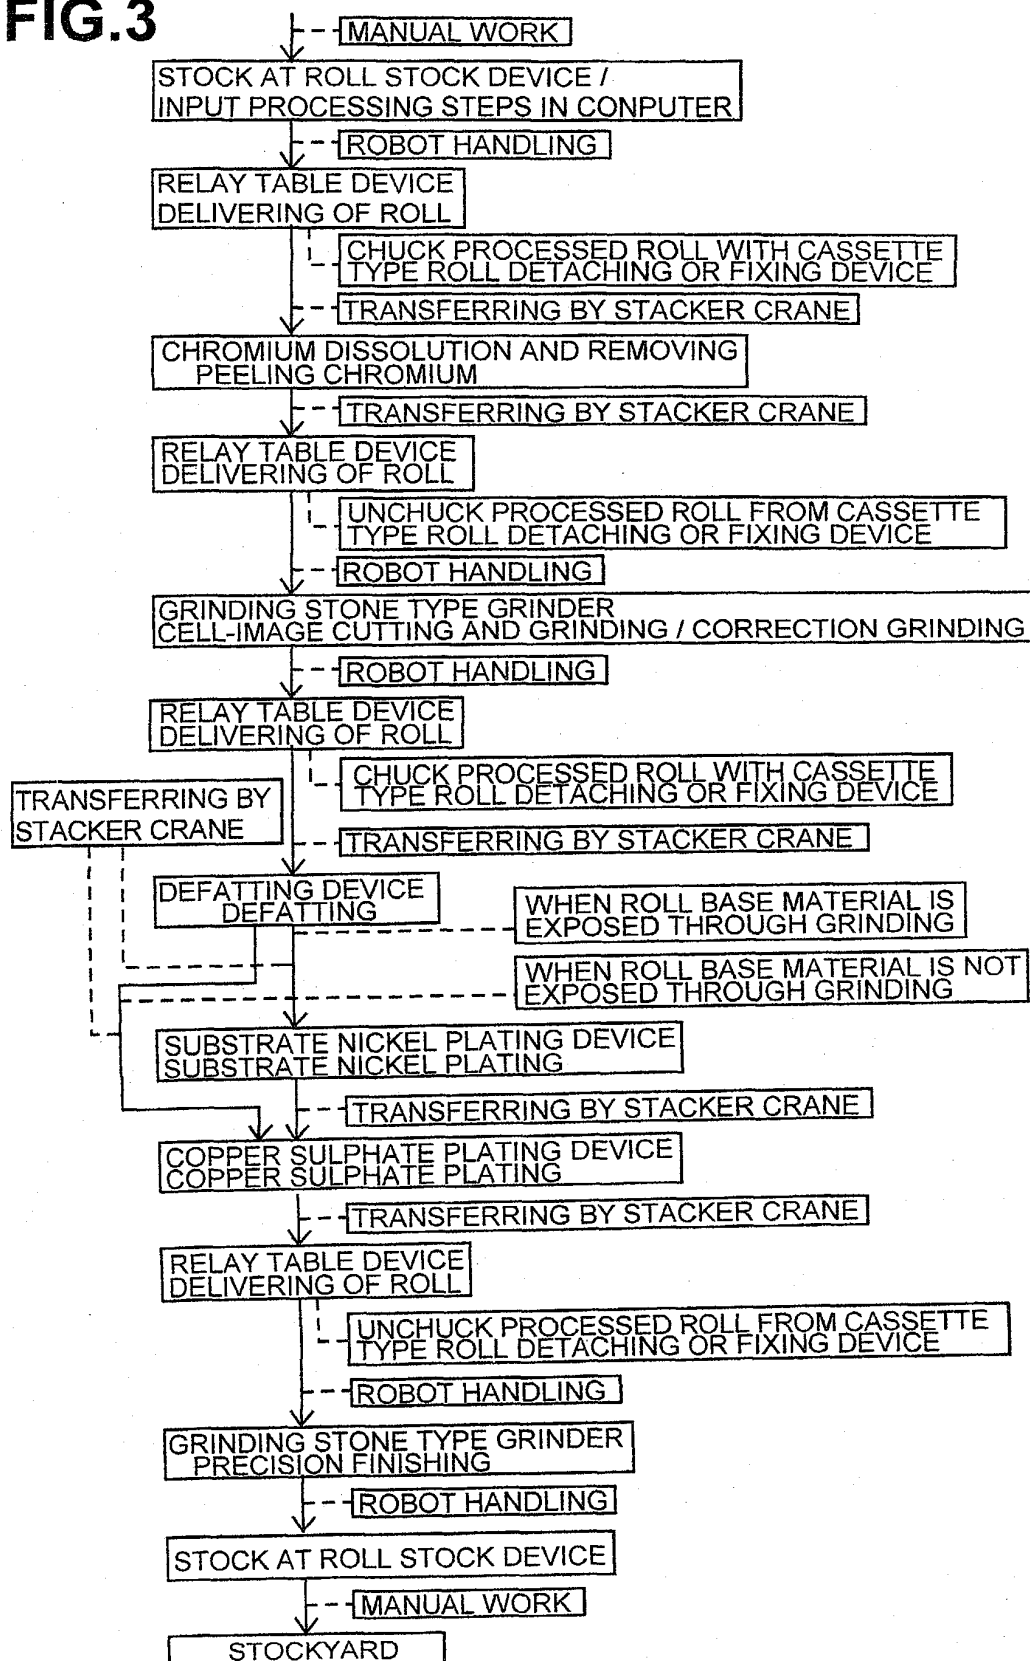 FIG.3
MANUAL WORK
STOCK AT ROLL STOCK DEVICE /
INPUT PROCESSING STEPS IN CONPUTER
ROBOT HANDLING
RELAY TABLE DEVICE
DELIVERING OF ROLL
CHUCK PROCESSED ROLL WITH CASSETTE
TYPE ROLL DETACHING OR FIXING DEVICE
TRANSFERRING BY STACKER CRANE
CHROMIUM DISSOLUTION AND REMOVING
PEELING CHROMIUM
TRANSFERRING BY STACKER CRANE
RELAY TABLE DEVICE
DELIVERING OF ROLL
UNCHUCK PROCESSED ROLL FROM CASSETTE
TYPE ROLL DETACHING OR FIXING DEVICE
ROBOT HANDLING
GRINDING STONE TYPE GRINDER
CELL-IMAGE CUTTING AND GRINDING / CORRECTION GRINDING
ROBOT HANDLING
RELAY TABLE DEVICE
DELIVERING OF ROLL
CHUCK PROCESSED ROLL WITH CASSETTE
TYPE ROLL DETACHING OR FIXING DEVICE
TRANSFERRING BY
STACKER CRANE
TRANSFERRING BY STACKER CRANE
DEFATTING DEVICE
DEFATTING
WHEN ROLL BASE MATERIAL IS
EXPOSED THROUGH GRINDING
WHEN ROLL BASE MATERIAL IS NOT
EXPOSED THROUGH GRINDING
SUBSTRATE NICKEL PLATING DEVICE
SUBSTRATE NICKEL PLATING
TRANSFERRING BY STACKER CRANE
COPPER SULPHATE PLATING DEVICE
COPPER SULPHATE PLATING
TRANSFERRING BY STACKER CRANE
RELAY TABLE DEVICE
DELIVERING OF ROLL
UNCHUCK PROCESSED ROLL FROM CASSETTE
TYPE ROLL DETACHING OR FIXING DEVICE
ROBOT HANDLING
GRINDING STONE TYPE GRINDER
PRECISION FINISHING
ROBOT HANDLING
STOCK AT ROLL STOCK DEVICE
MANUAL WORK
STOCKYARD